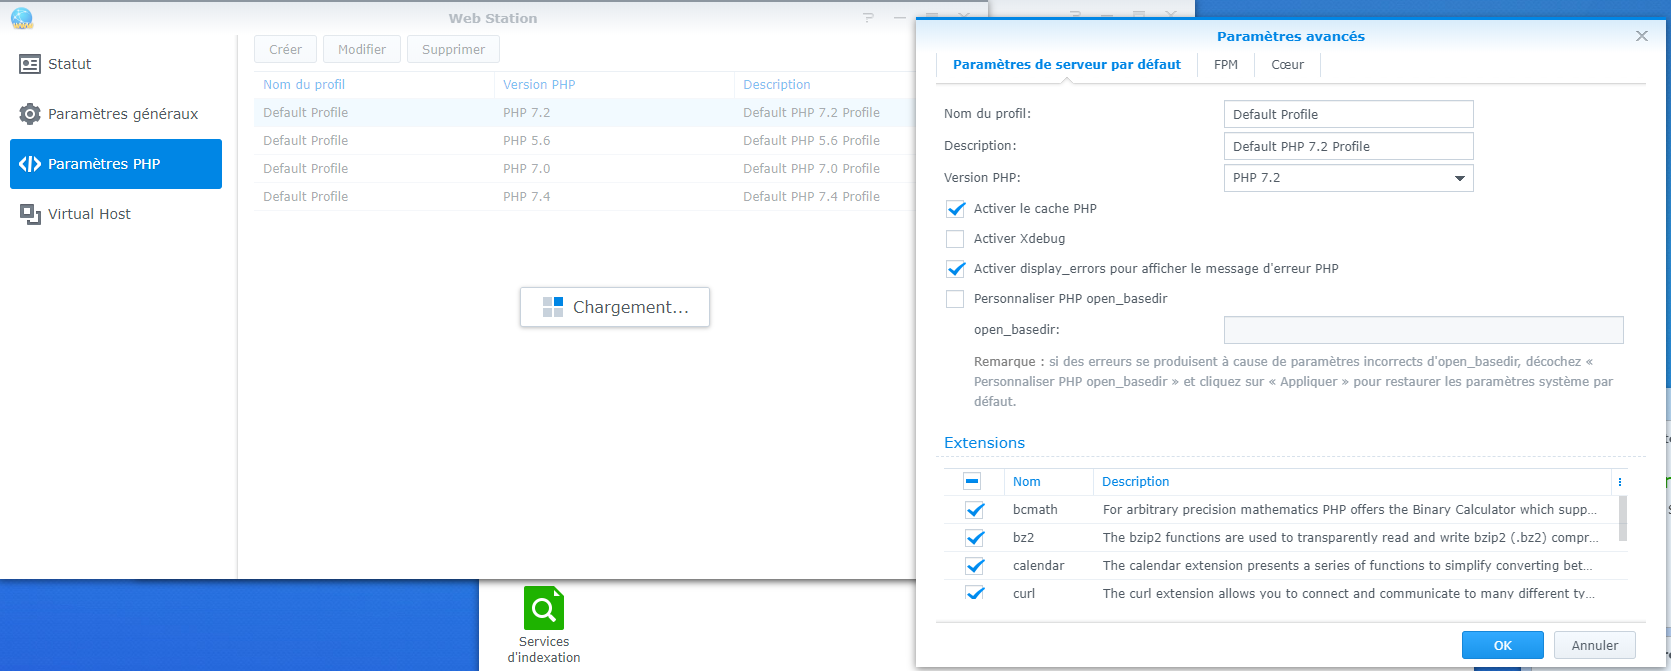 Web Station
Statut
Paramètres généraux
Paramètres PHP
Virtual Host
Créer
Modifier
Supprimer
Nom du profil Version PHP Description
Default Profile PHP 7.2 Default PHP 7.2 Profile
Default Profile PHP 5.6 Default PHP 5.6 Profile
Default Profile PHP 7.0 Default PHP 7.0 Profile
Default Profile PHP 7.4 Default PHP 7.4 Profile
Chargement...
Services
d'indexation
Paramètres avancés
Paramètres de serveur par défaut FPM Cœur
Nom du profil: Default Profile
Description: Default PHP 7.2 Profile
Version PHP: PHP 7.2
Activer le cache PHP
Activer Xdebug
Activer display_errors pour afficher le message d'erreur PHP
Personnaliser PHP open_basedir
open_basedir:
Remarque : si des erreurs se produisent à cause de paramètres incorrects d'open_basedir, décochez «
Personnaliser PHP open_basedir » et cliquez sur « Appliquer » pour restaurer les paramètres système par
défaut.
Extensions
Nom Description
bcmath For arbitrary precision mathematics PHP offers the Binary Calculator which supp...
bz2 The bzip2 functions are used to transparently read and write bzip2 (.bz2) compr...
calendar The calendar extension presents a series of functions to simplify converting bet...
curl The curl extension allows you to connect and communicate to many different ty...
OK Annuler